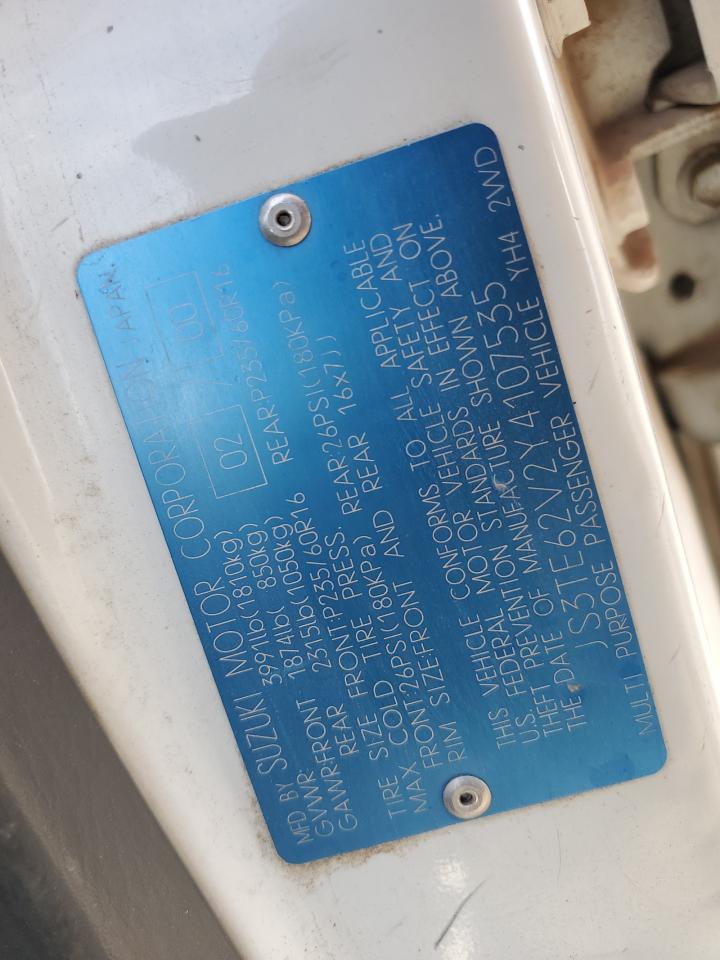 MFD BY SUZUKI MOTOR CORPORATION JAPAN.
GVWR 3991lb(1810kg) 02 / 00
GAWR:FRONT 1874lb( 850kg)
REAR 2315lb(1050kg)
TIRE SIZE FRONT:P235/60R16 REAR:P235/60R16
MAX COLD TIRE PRESS.
FRONT:26PSI(180KPa) REAR:26PSI(180KPa)
RIM SIZE:FRONT AND REAR 16x7JJ
THIS VEHICLE CONFORMS TO ALL APPLICABLE
U.S. FEDERAL MOTOR VEHICLE SAFETY AND
THEFT PREVENTION STANDARDS IN EFFECT ON
THE DATE OF MANUFACTURE SHOWN ABOVE.
JS3TE62V2Y4107535
MULTI PURPOSE PASSENGER VEHICLE YH4 2WD